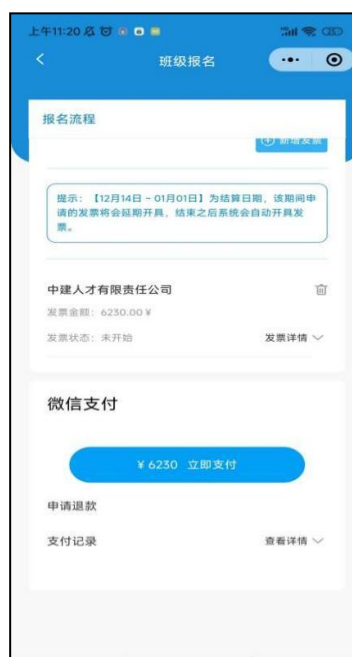 上午11:20
班级报名
报名流程
新增发票
提示：【12月14日 - 01月01日】为结算日期，该期间申
请的发票将会延期开具，结束之后系统会自动开具发
票。
中建人才有限责任公司
发票金额：6230.00¥
发票状态：未开始 发票详情
微信支付
¥ 6230 立即支付
申请退款
支付记录 查看详情